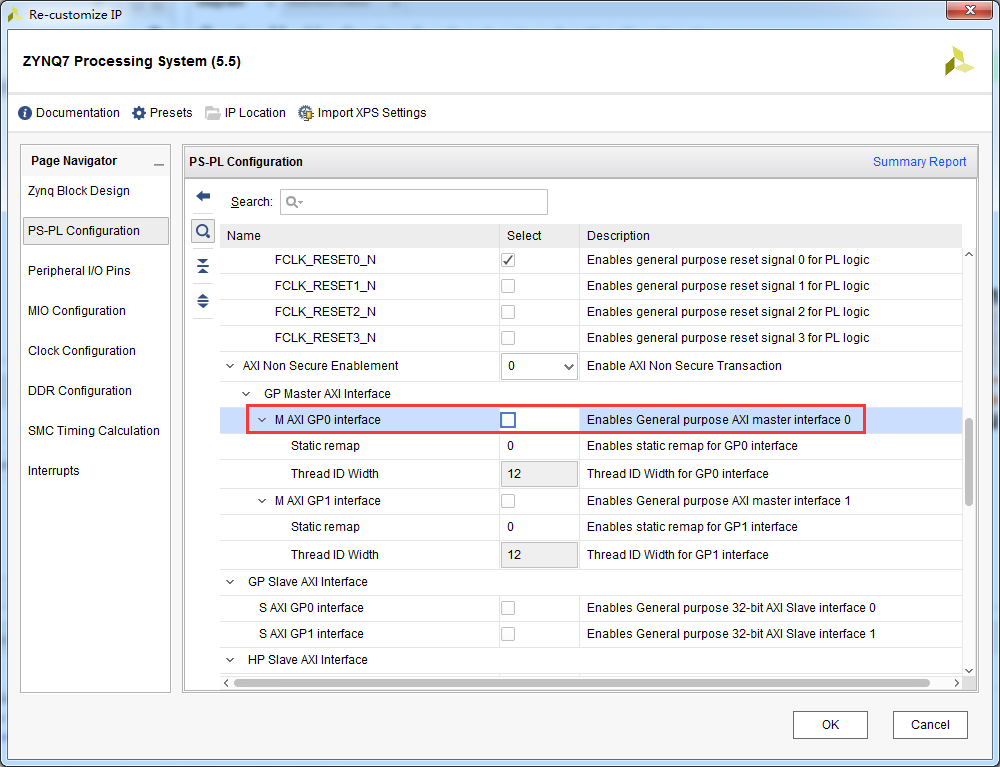 Re-customize IP
ZYNQ7 Processing System (5.5)
Documentation Presets IP Location Import XPS Settings
Page Navigator
Zynq Block Design
PS-PL Configuration
Peripheral I/O Pins
MIO Configuration
Clock Configuration
DDR Configuration
SMC Timing Calculation
Interrupts
PS-PL Configuration Summary Report
Search:
Name Select Description
FCLK_RESET0_N Enables general purpose reset signal 0 for PL logic
FCLK_RESET1_N Enables general purpose reset signal 1 for PL logic
FCLK_RESET2_N Enables general purpose reset signal 2 for PL logic
FCLK_RESET3_N Enables general purpose reset signal 3 for PL logic
AXI Non Secure Enablement 0 Enable AXI Non Secure Transaction
GP Master AXI Interface
M AXI GP0 interface Enables General purpose AXI master interface 0
Static remap 0 Enables static remap for GP0 interface
Thread ID Width 12 Thread ID Width for GP0 interface
M AXI GP1 interface Enables General purpose AXI master interface 1
Static remap 0 Enables static remap for GP1 interface
Thread ID Width 12 Thread ID Width for GP1 interface
GP Slave AXI Interface
S AXI GP0 interface Enables General purpose 32-bit AXI Slave interface 0
S AXI GP1 interface Enables General purpose 32-bit AXI Slave interface 1
HP Slave AXI Interface
OK Cancel